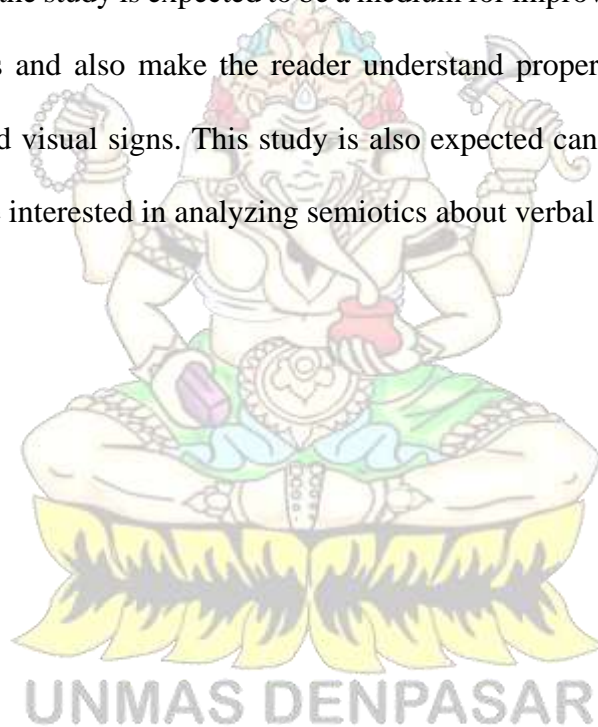 the study is expected to be a medium for improv
s and also make the reader understand proper
d visual signs. This study is also expected can
interested in analyzing semiotics about verbal
UNMAS DENPASAR